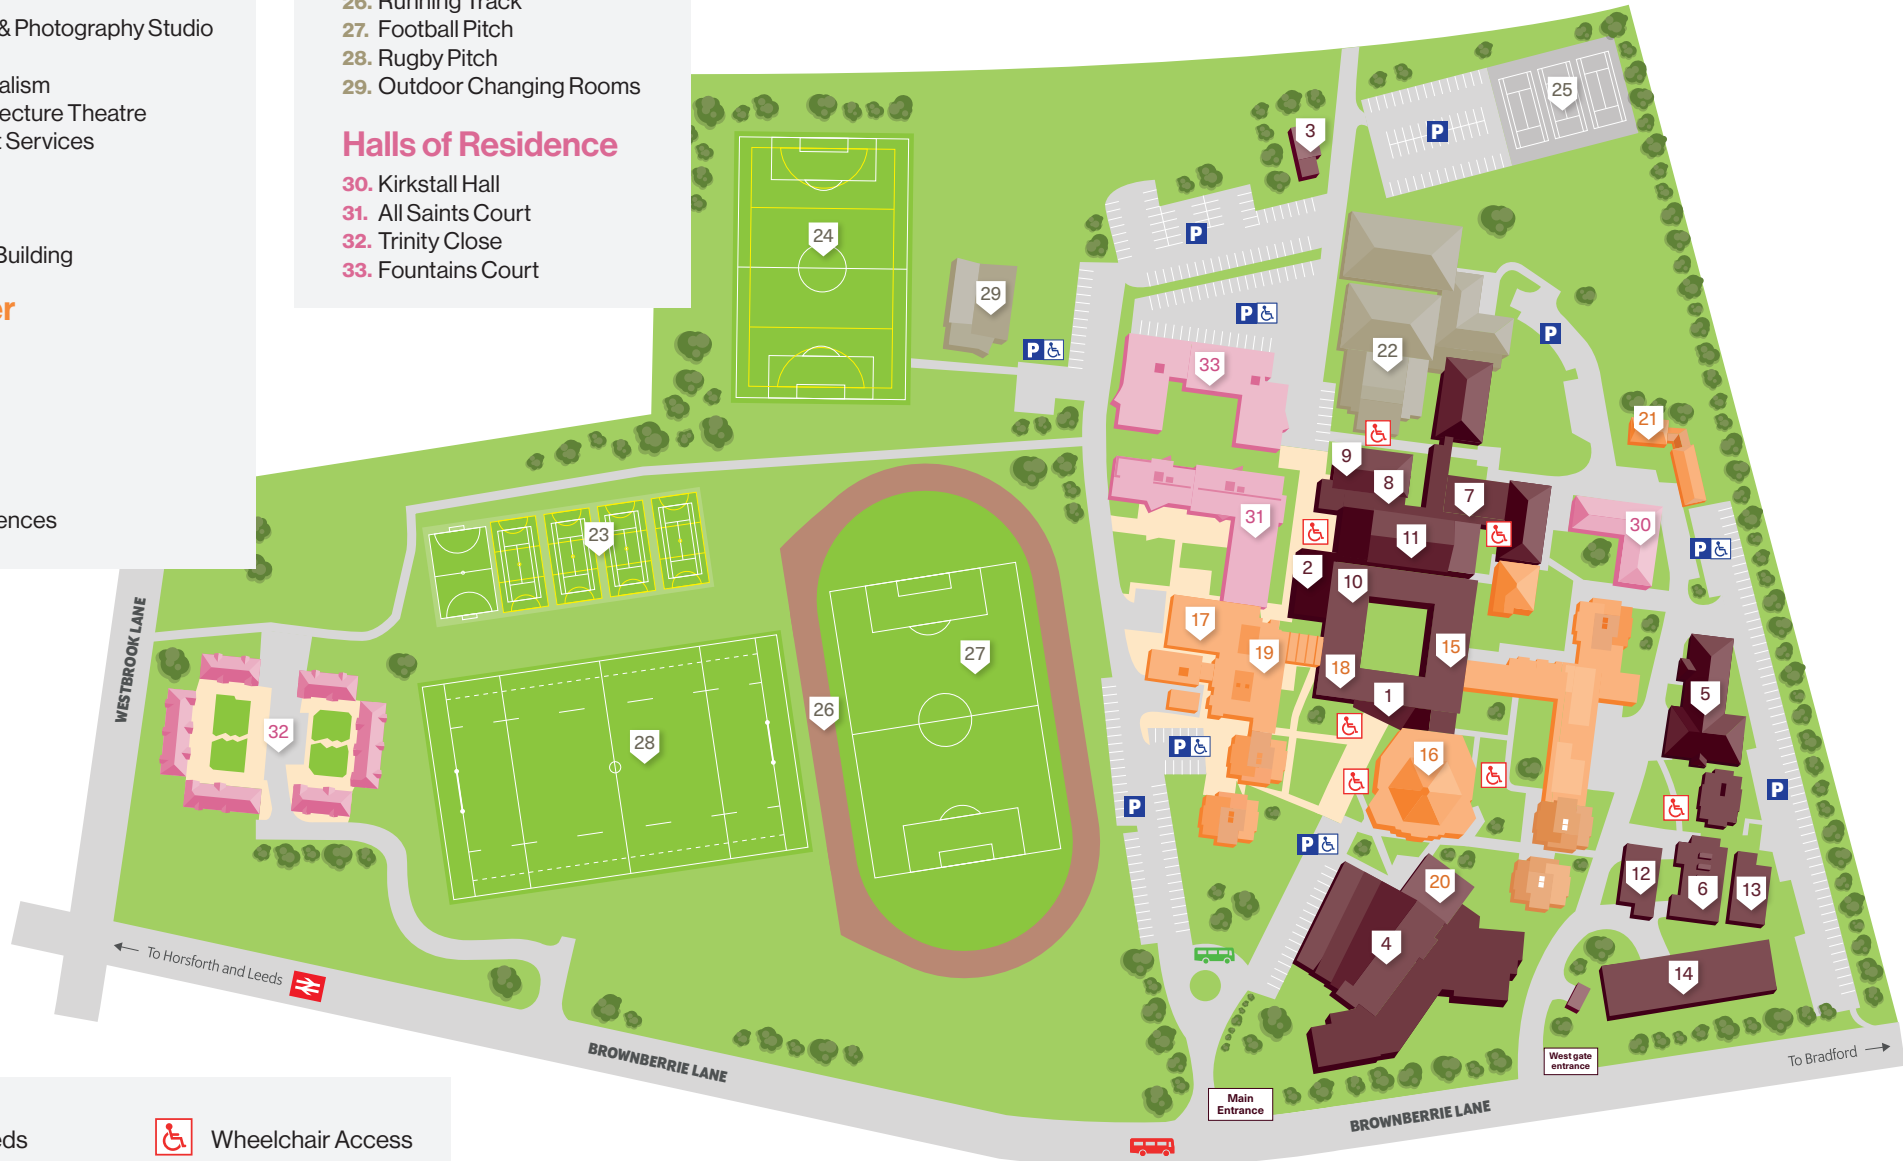 & Photography Studio
alism
ecture Theatre
t Services
Building
er
ences
26. Running Track
27. Football Pitch
28. Rugby Pitch
29. Outdoor Changing Rooms
Halls of Residence
30. Kirkstall Hall
31. All Saints Court
32. Trinity Close
33. Fountains Court
25
3
P
24
P
29
P
P
22
P
33
21
9
8
7
31
30
23
11
P
2
10
17
27
19
15
18
1
5
26
32
28
P
16
P
P
P
20
12
6
13
4
14
WESTBROOK LANE
To Horsforth and Leeds
BROWNBERRIE LANE
Main
Entrance
West gate
entrance
BROWNBERRIE LANE
To Bradford
eds
Wheelchair Access